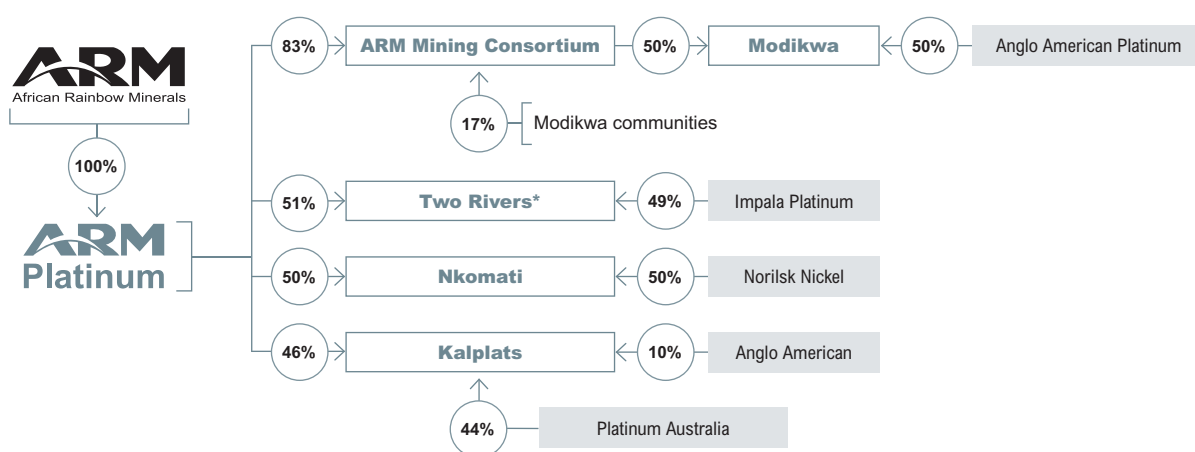 83%
ARM Mining Consortium
50%
Modikwa
50%
Anglo American Platinum
ARM
African Rainbow Minerals
17%
Modikwa communities
100%
51%
Two Rivers*
49%
Impala Platinum
ARM
Platinum
50%
Nkomati
50%
Norilsk Nickel
46%
Kalplats
10%
Anglo American
44%
Platinum Australia